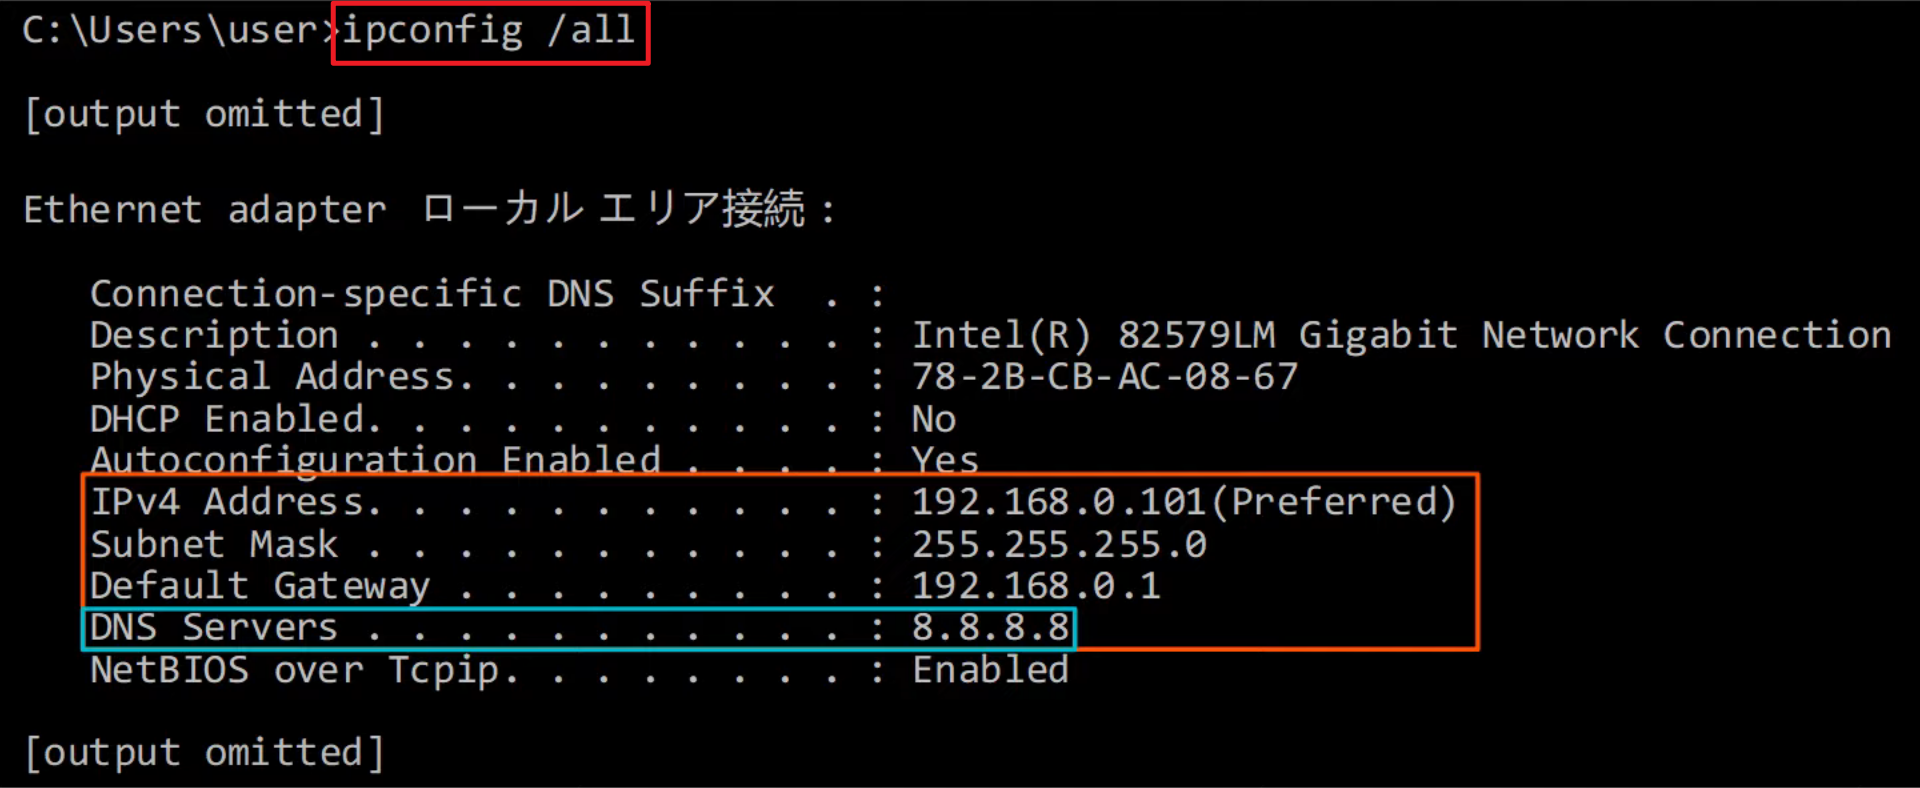 C:\Users\user>ipconfig /all
[output omitted]
Ethernet adapter ローカル エリア接続:
Connection-specific DNS Suffix  . :
Description . . . . . . . . . . . : Intel(R) 82579LM Gigabit Network Connection
Physical Address. . . . . . . . . : 78-2B-CB-AC-08-67
DHCP Enabled. . . . . . . . . . . : No
Autoconfiguration Enabled . . . . : Yes
IPv4 Address. . . . . . . . . . . : 192.168.0.101(Preferred)
Subnet Mask . . . . . . . . . . . : 255.255.255.0
Default Gateway . . . . . . . . . : 192.168.0.1
DNS Servers . . . . . . . . . . . : 8.8.8.8
NetBIOS over Tcpip. . . . . . . . : Enabled
[output omitted]